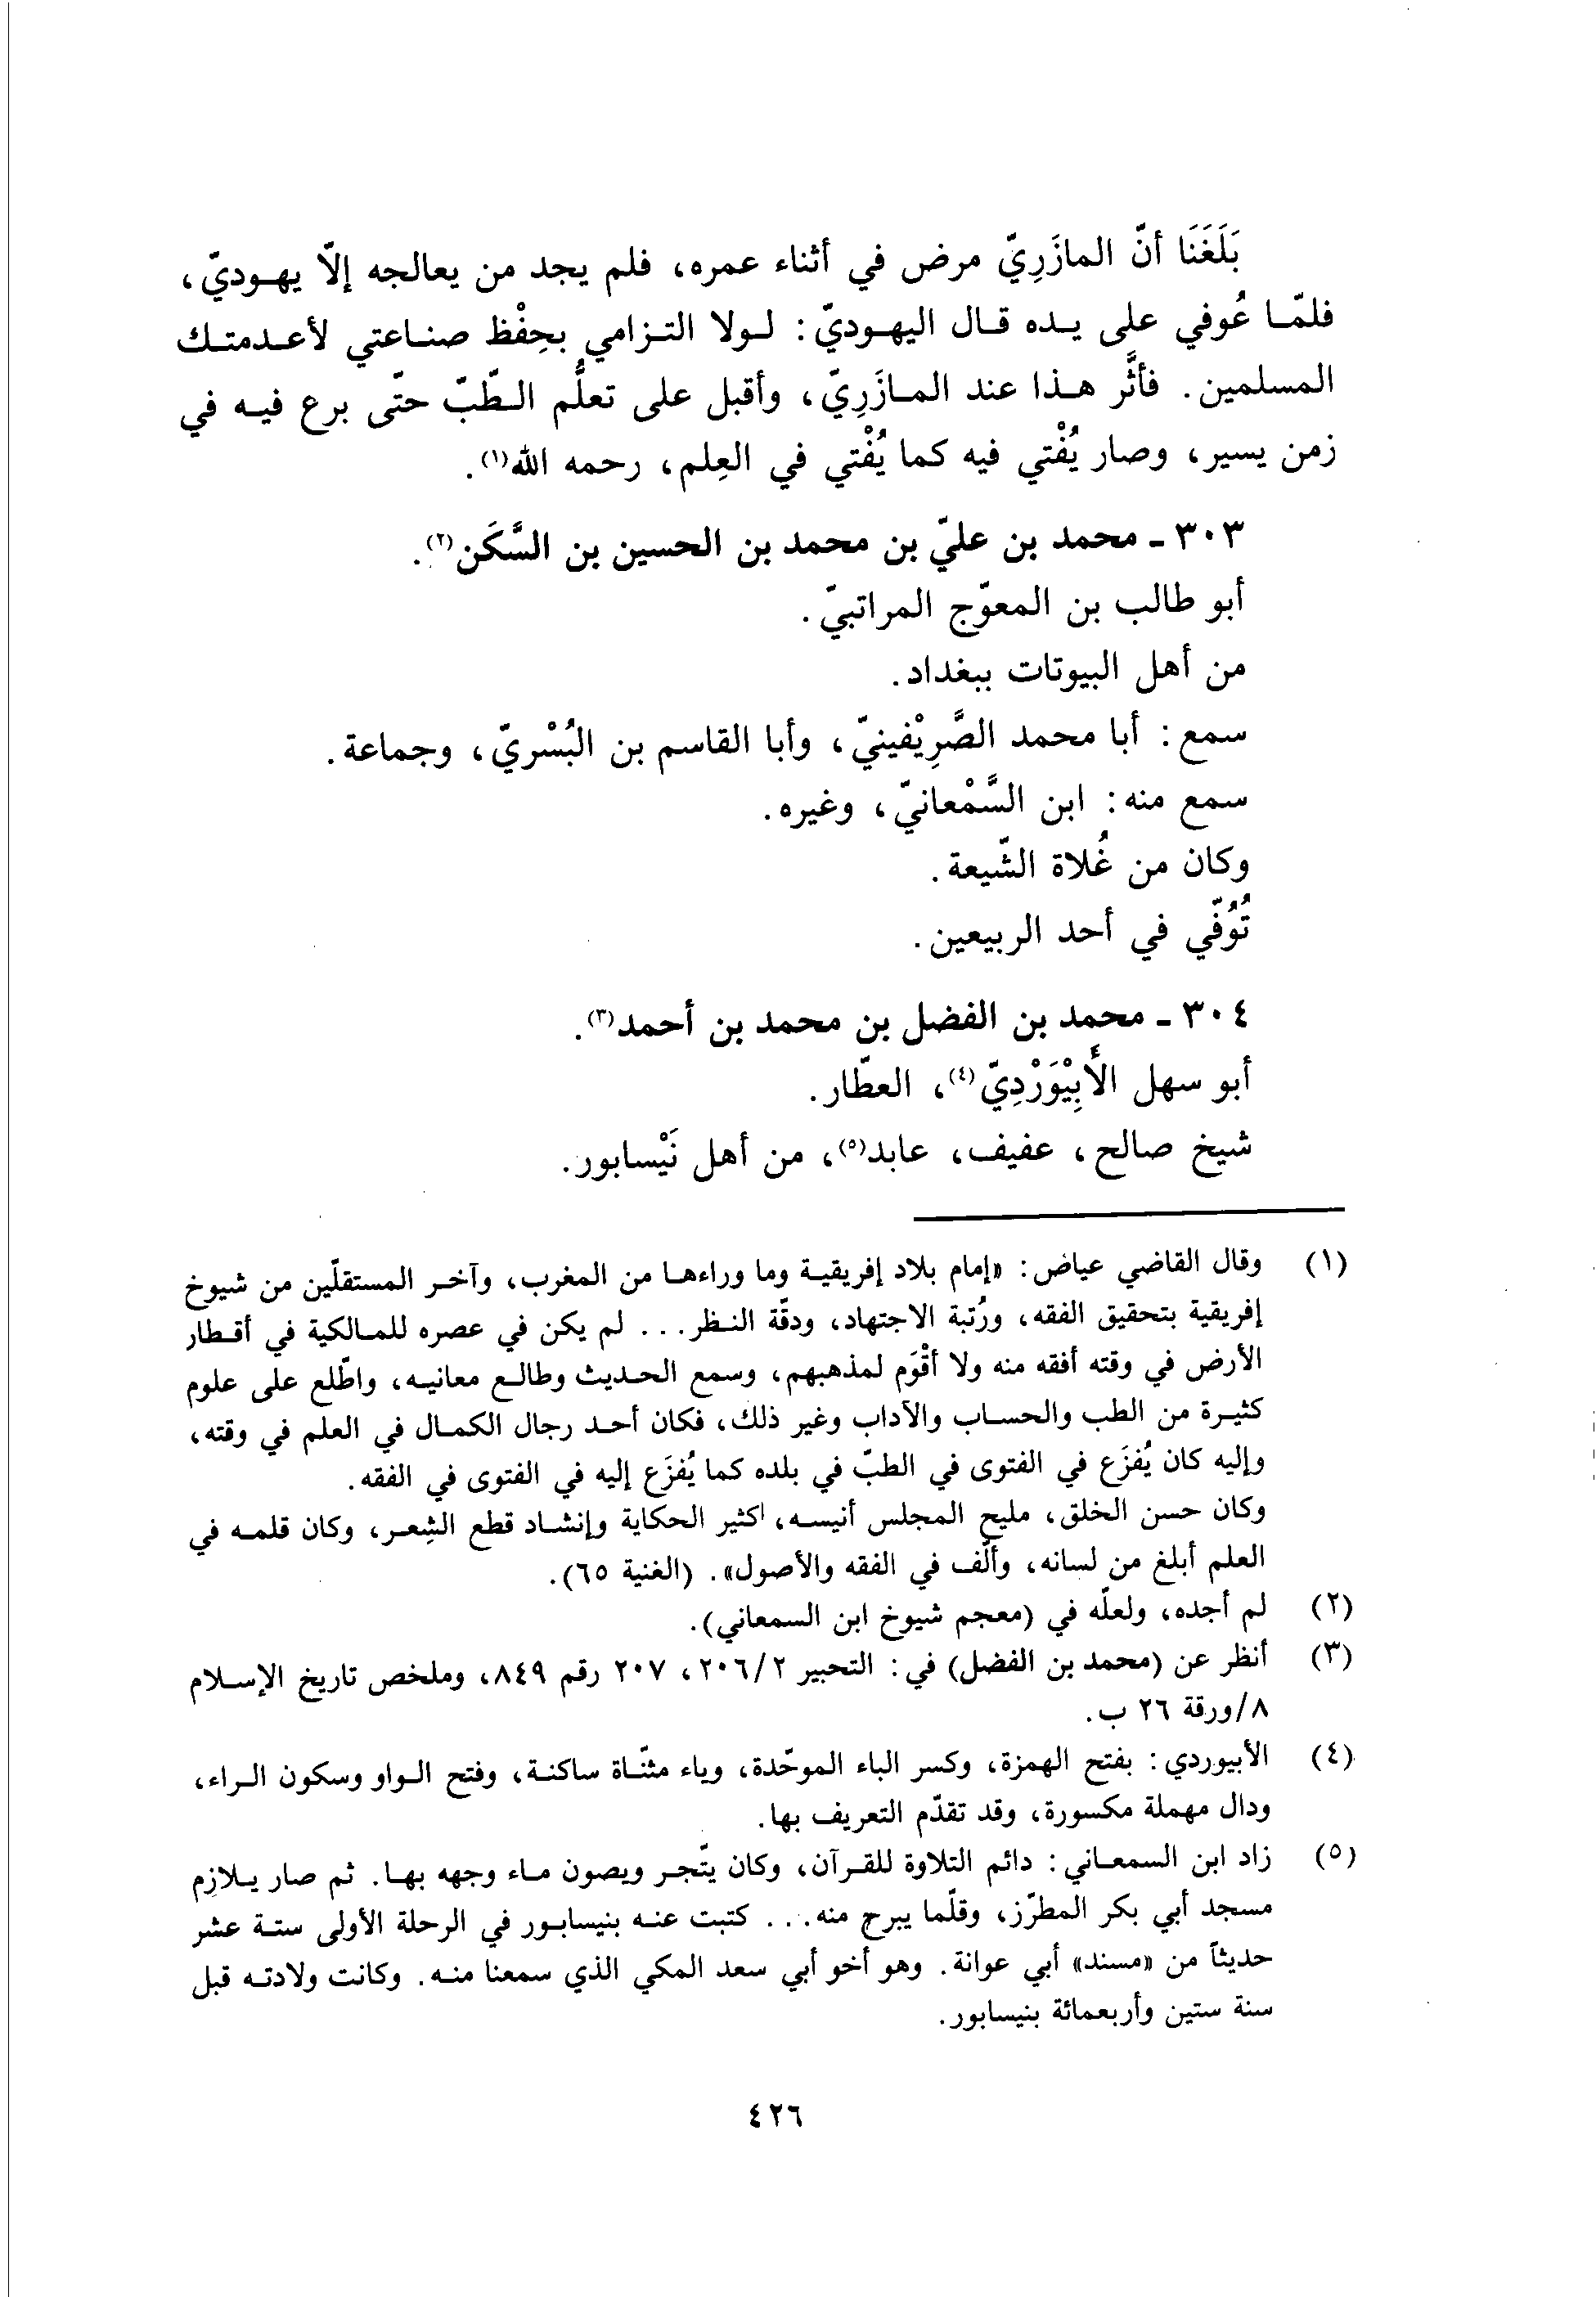 بَلَغَنَا أنّ المازَرِيّ مرض في أثناء عمره، فلم يجد من يعالجه إلّا يهوديّ،
فلمّا عُوفي على يده قال اليهوديّ: لولا التزامي بحِفْظ صناعتي لأعدمتك
المسلمين. فأثَّر هذا عند المازَرِيّ، وأقبل على تعلُّم الطّبّ حتّى برع فيه في
زمن يسير، وصار يُفْتي فيه كما يُفْتي في العِلم، رحمه الله(١).
٣٠٣ - محمد بن عليّ بن محمد بن الحسين بن السَّكَن(٢).
أبو طالب بن المعوّج المراتبيّ.
من أهل البيوتات ببغداد.
سمع: أبا محمد الصَّرِيْفينيّ، وأبا القاسم بن البُسْريّ، وجماعة.
سمع منه: ابن السَّمْعانيّ، وغيره.
وكان من غُلاة الشّيعة.
تُوُفّي في أحد الربيعين.
٣٠٤ - محمد بن الفضل بن محمد بن أحمد(٣).
أبو سهل الأَبِيْوَرْدِيّ(٤)، العطّار.
شيخ صالح، عفيف، عابد(٥)، من أهل نَيْسابور.
(١) وقال القاضي عياض: «إمام بلاد إفريقية وما وراءها من المغرب، وآخر المستقلّين من شيوخ
إفريقية بتحقيق الفقه، ورُتبة الاجتهاد، ودقّة النظر... لم يكن في عصره للمالكية في أقطار
الأرض في وقته أفقه منه ولا أقْوَم لمذهبهم، وسمع الحديث وطالع معانيه، واطّلع على علوم
كثيرة من الطب والحساب والآداب وغير ذلك، فكان أحد رجال الكمال في العلم في وقته،
وإليه كان يُفزَع في الفتوى في الطبّ في بلده كما يُفزَع إليه في الفتوى في الفقه.
وكان حسن الخلق، مليح المجلس أنيسه، كثير الحكاية وإنشاد قطع الشِعر، وكان قلمه في
العلم أبلغ من لسانه، وألّف في الفقه والأصول». (الغنية ٦٥).
(٢) لم أجده، ولعلّه في (معجم شيوخ ابن السمعاني).
(٣) أنظر عن (محمد بن الفضل) في: التحبير ٢/٢٠٦، ٢٠٧ رقم ٨٤٩، وملخص تاريخ الإسلام
٨/ورقة ٢٦ ب.
(٤) الأبيوردي: بفتح الهمزة، وكسر الباء الموحّدة، وياء مثنّاة ساكنة، وفتح الواو وسكون الراء،
ودال مهملة مكسورة، وقد تقدّم التعريف بها.
(٥) زاد ابن السمعاني: دائم التلاوة للقرآن، وكان يتّجر ويصون ماء وجهه بها. ثم صار يلازم
مسجد أبي بكر المطرّز، وقلّما يبرح منه... كتبت عنه بنيسابور في الرحلة الأولى ستة عشر
حديثاً من «مسند» أبي عوانة. وهو أخو أبي سعد المكي الذي سمعنا منه. وكانت ولادته قبل
سنة ستين وأربعمائة بنيسابور.
٤٢٦